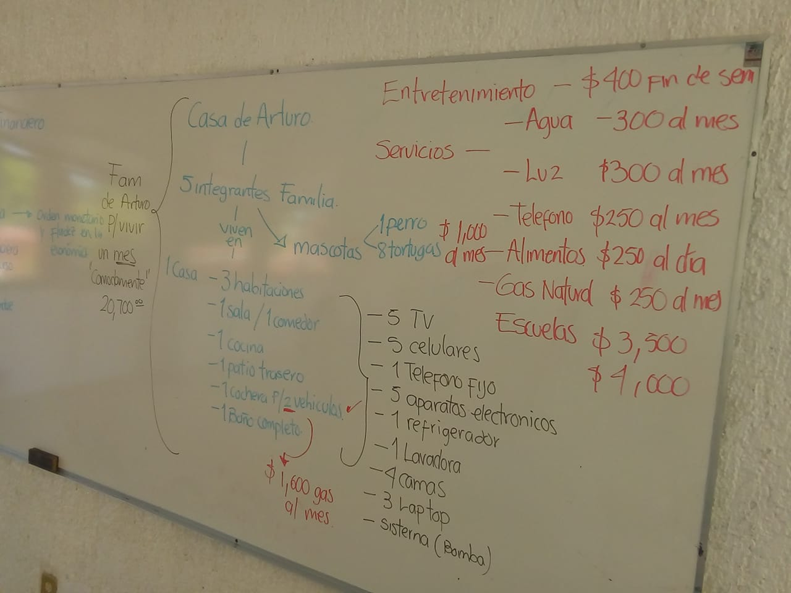 Fam
de Arturo
P/vivir
un mes
"Comodamente"
20,700.00
Casa de Arturo
5 integrantes Familia.
viven
en
mascotas
1 perro
8 tortugas
$1,000
al mes
1 Casa - 3 habitaciones
- 1 sala / 1 comedor
- 1 cocina
- 1 patio trasero
- 1 cochera P/2 vehiculos
- 1 Baño completo
$1,600 gas
al mes.
- 5 TV
- 5 celulares
- 1 Telefono Fijo
- 5 aparatos electronicos
- 1 refrigerador
- 1 Lavadora
- 4 camas
- 3 Laptop
- sisterna (Bomba)
Entretenimiento - $400 Fin de sem
Servicios - - Agua - 300 al mes
- Luz $300 al mes
- Telefono $250 al mes
- Alimentos $250 al día
- Gas Natural $250 al mes
Escuelas $3,500
$4,000